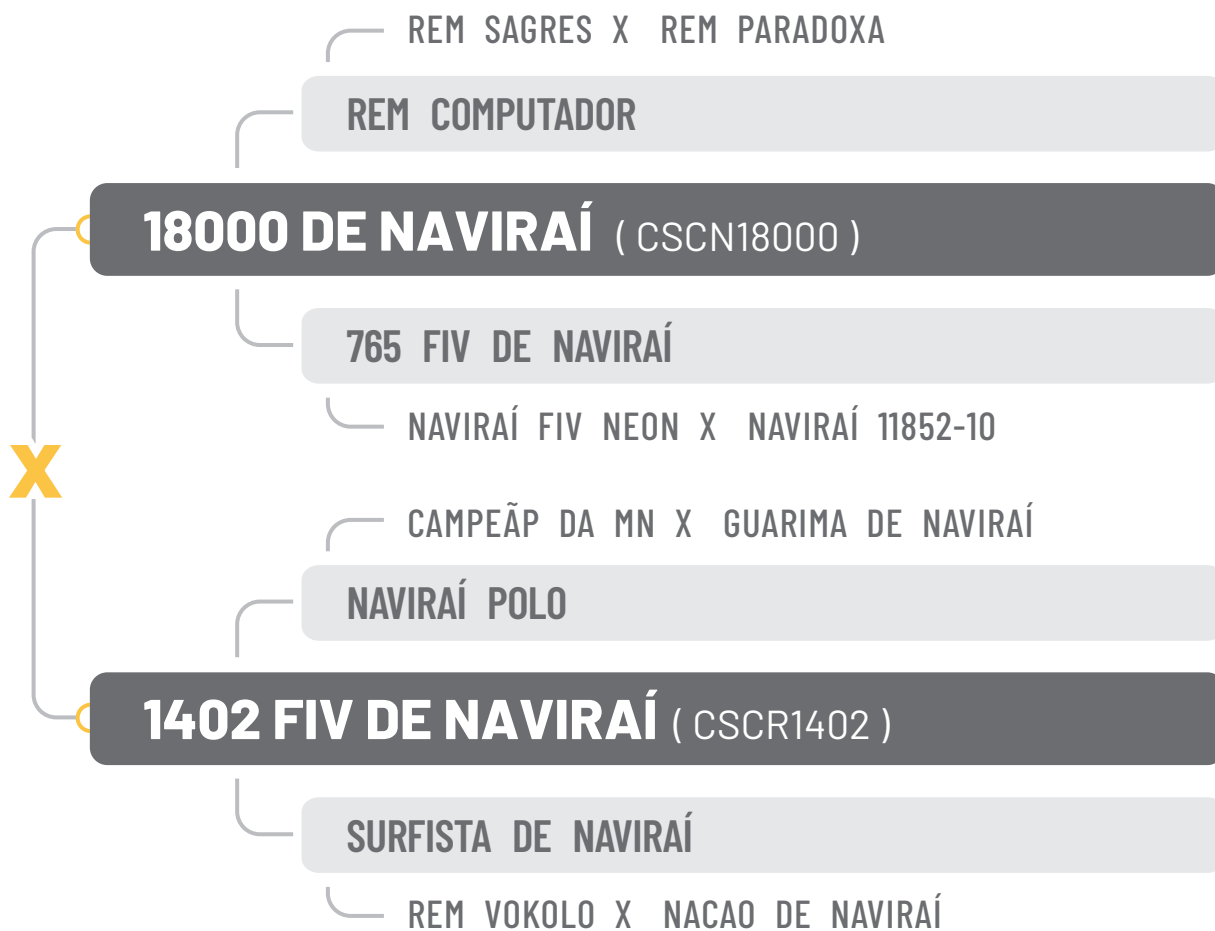 REM SAGRES X REM PARADOXA
REM COMPUTADOR
18000 DE NAVIRAÍ ( CSCN18000 )
765 FIV DE NAVIRAÍ
NAVIRAÍ FIV NEON X NAVIRAÍ 11852-10
X
CAMPEÃP DA MN X GUARIMA DE NAVIRAÍ
NAVIRAÍ POLO
1402 FIV DE NAVIRAÍ ( CSCR1402 )
SURFISTA DE NAVIRAÍ
REM VOKOLO X NACAO DE NAVIRAÍ